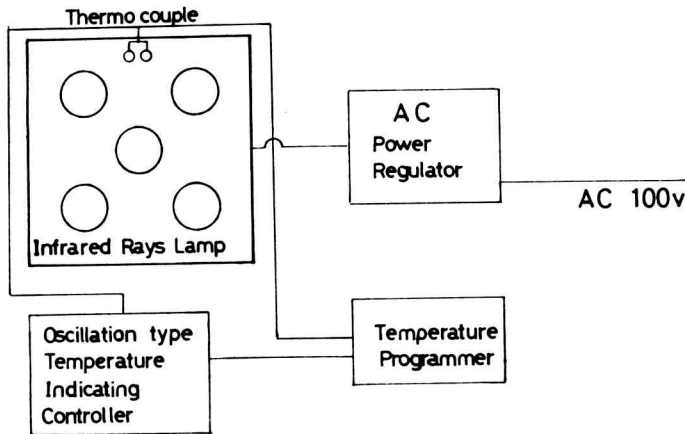 Thermo couple
Infrared Rays Lamp
AC
Power
Regulator
AC 100v
Oscillation type
Temperature
Indicating
Controller
Temperature
Programmer